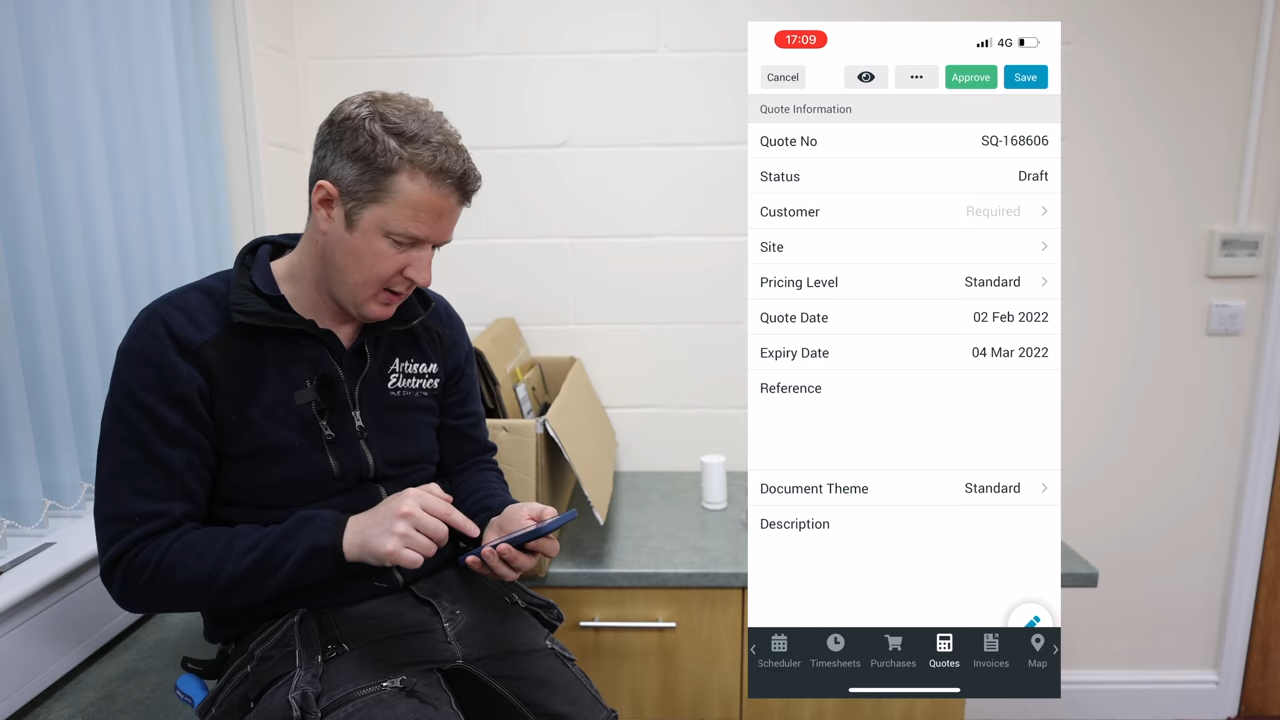 17:09
4G
Cancel
•••
Approve
Save
Quote Information
Quote No SQ-168606
Status Draft
Customer Required
Site
Pricing Level Standard
Quote Date 02 Feb 2022
Expiry Date 04 Mar 2022
Reference
Document Theme Standard
Description
Scheduler
Timesheets
Purchases
Quotes
Invoices
Map
Artisan
Electrics